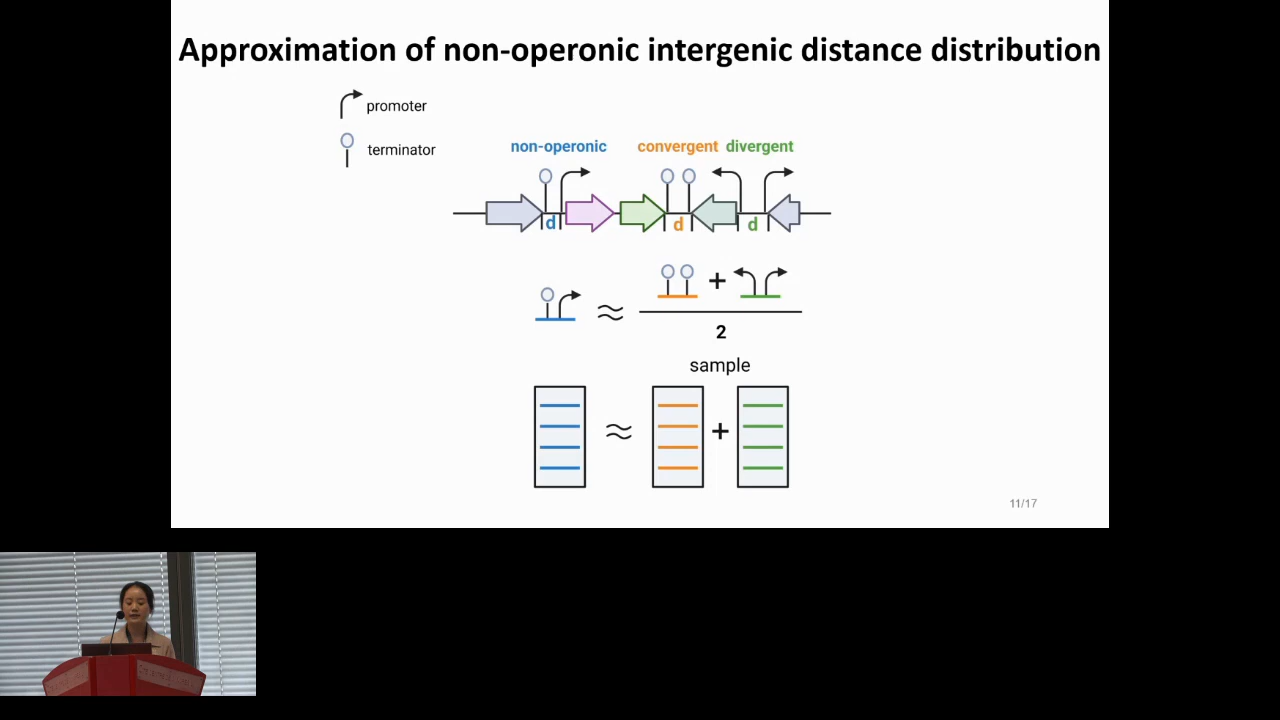 Approximation of non-operonic intergenic distance distribution
promoter
terminator
non-operonic convergent divergent
d d d
≈ +
2
sample
≈ +
11/17